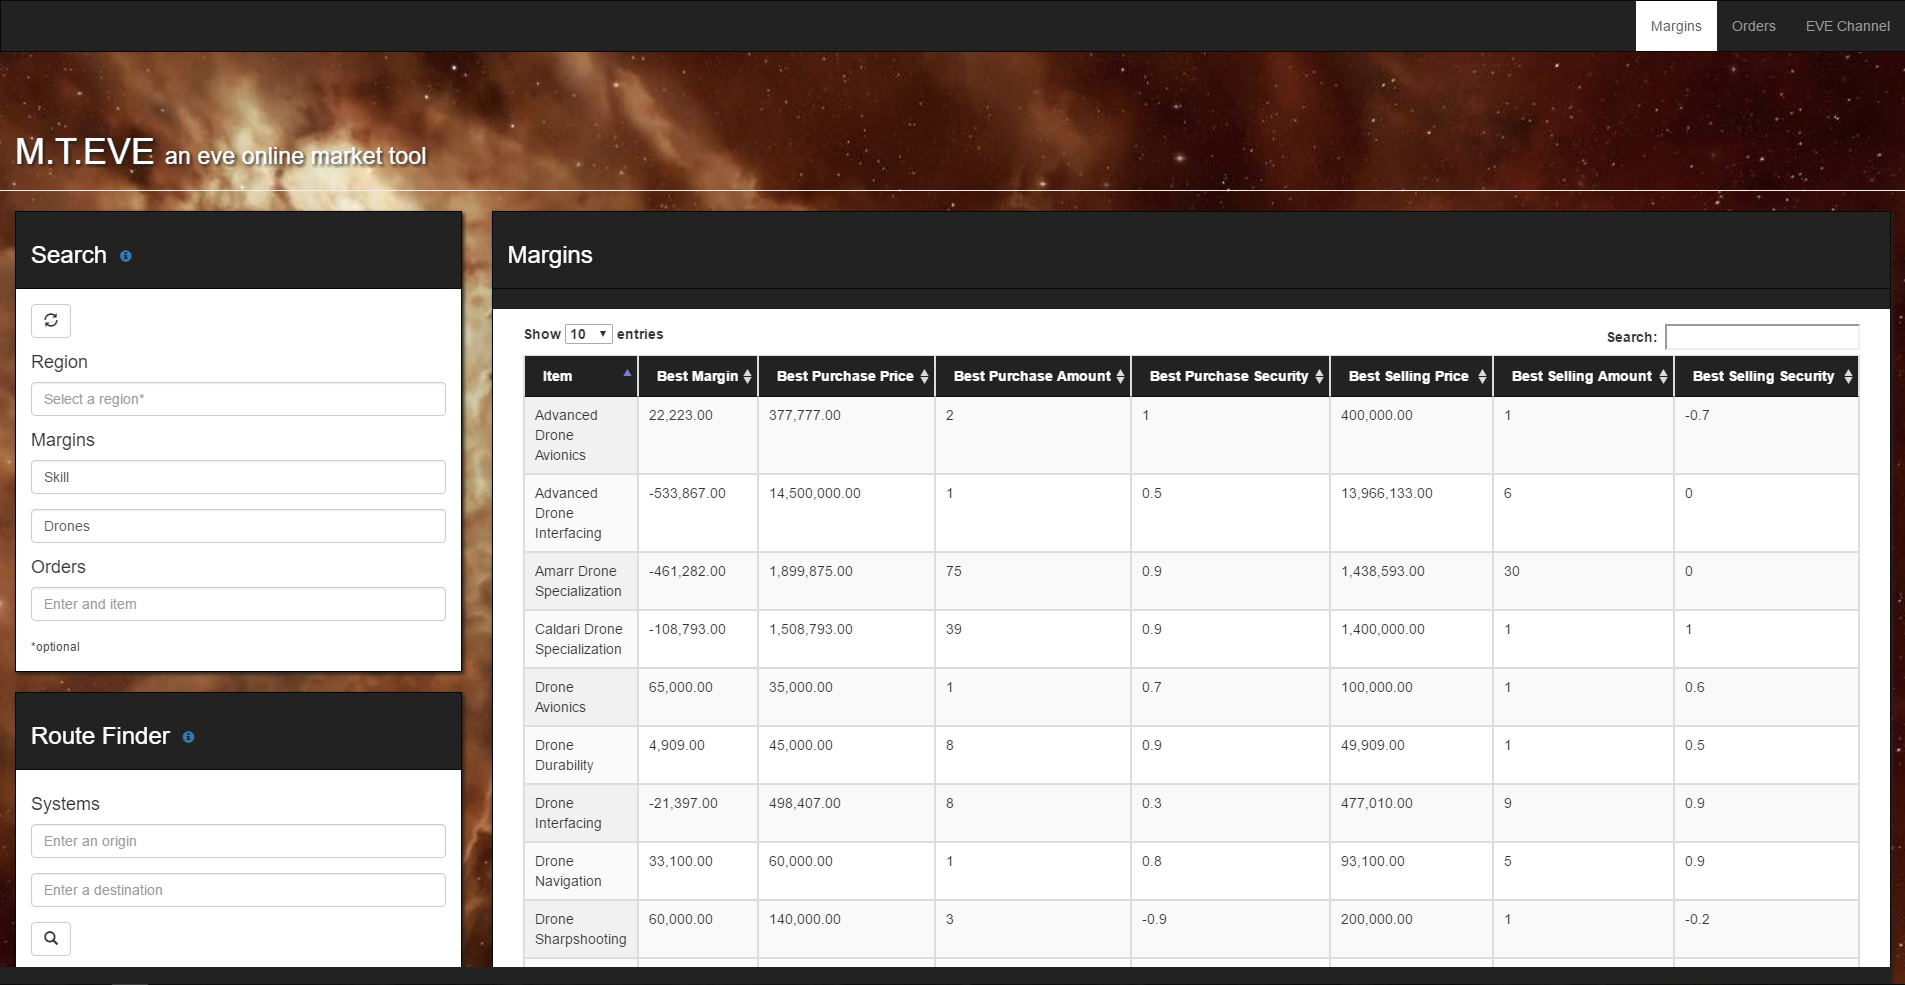 Margins Orders EVE Channel
M.T.EVE an eve online market tool
Search
Region
Select a region*
Margins
Skill
Drones
Orders
Enter and item
*optional
Route Finder
Systems
Enter an origin
Enter a destination
Margins
Show 10 entries
Search:
Item Best Margin Best Purchase Price Best Purchase Amount Best Purchase Security Best Selling Price Best Selling Amount Best Selling Security
Advanced 22,223.00 377,777.00 2 1 400,000.00 1 -0.7
Drone
Avionics
Advanced -533,867.00 14,500,000.00 1 0.5 13,966,133.00 6 0
Drone
Interfacing
Amarr Drone -461,282.00 1,899,875.00 75 0.9 1,438,593.00 30 0
Specialization
Caldari Drone -108,793.00 1,508,793.00 39 0.9 1,400,000.00 1 1
Specialization
Drone 65,000.00 35,000.00 1 0.7 100,000.00 1 0.6
Avionics
Drone 4,909.00 45,000.00 8 0.9 49,909.00 1 0.5
Durability
Drone -21,397.00 498,407.00 8 0.3 477,010.00 9 0.9
Interfacing
Drone 33,100.00 60,000.00 1 0.8 93,100.00 5 0.9
Navigation
Drone 60,000.00 140,000.00 3 -0.9 200,000.00 1 -0.2
Sharpshooting